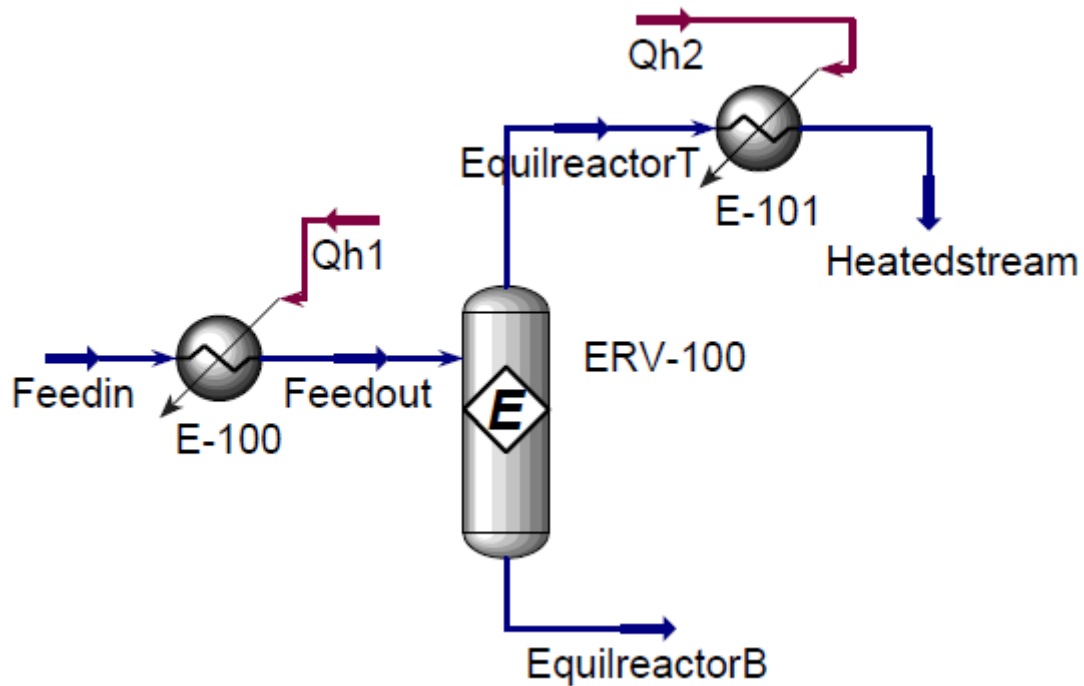 Qh2
EquilreactorT
E-101
Heatedstream
Qh1
Feedin
Feedout
E-100
ERV-100
E
EquilreactorB